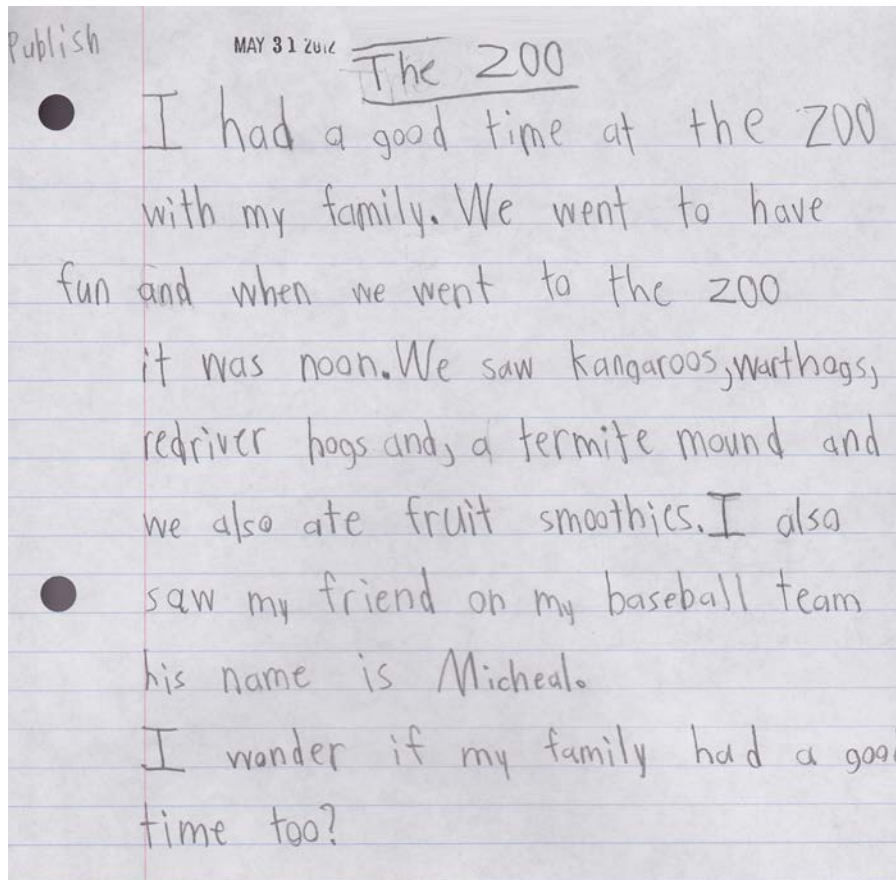 Publish
MAY 31 2012 The ZOO
I had a good time at the ZOO
with my family. We went to have
fun and when we went to the zoo
it was noon. We saw kangaroos, warthogs,
redriver hogs and, a termite mound and
we also ate fruit smoothies. I also
saw my friend on my baseball team
his name is Micheal.
I wonder if my family had a good
time too?